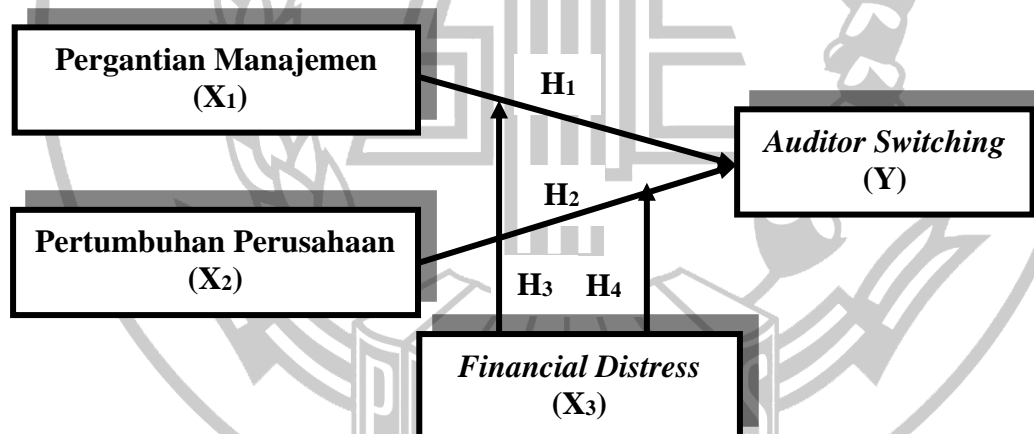 Pergantian Manajemen
(X1)
H1
Auditor Switching
(Y)
H2
Pertumbuhan Perusahaan
(X2)
H3 H4
Financial Distress
(X3)